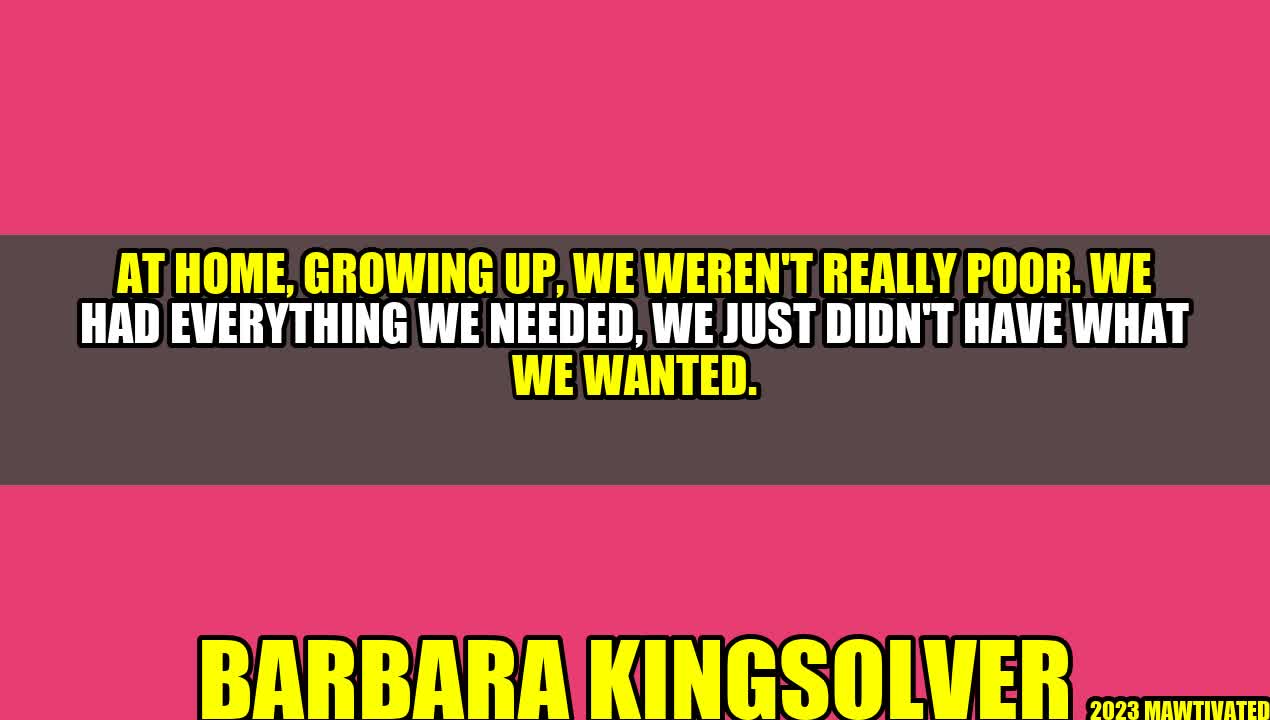 AT HOME, GROWING UP, WE WEREN'T REALLY POOR. WE
HAD EVERYTHING WE NEEDED, WE JUST DIDN'T HAVE WHAT
WE WANTED.
BARBARA KINGSOLVER
2023 MAWTIVATED